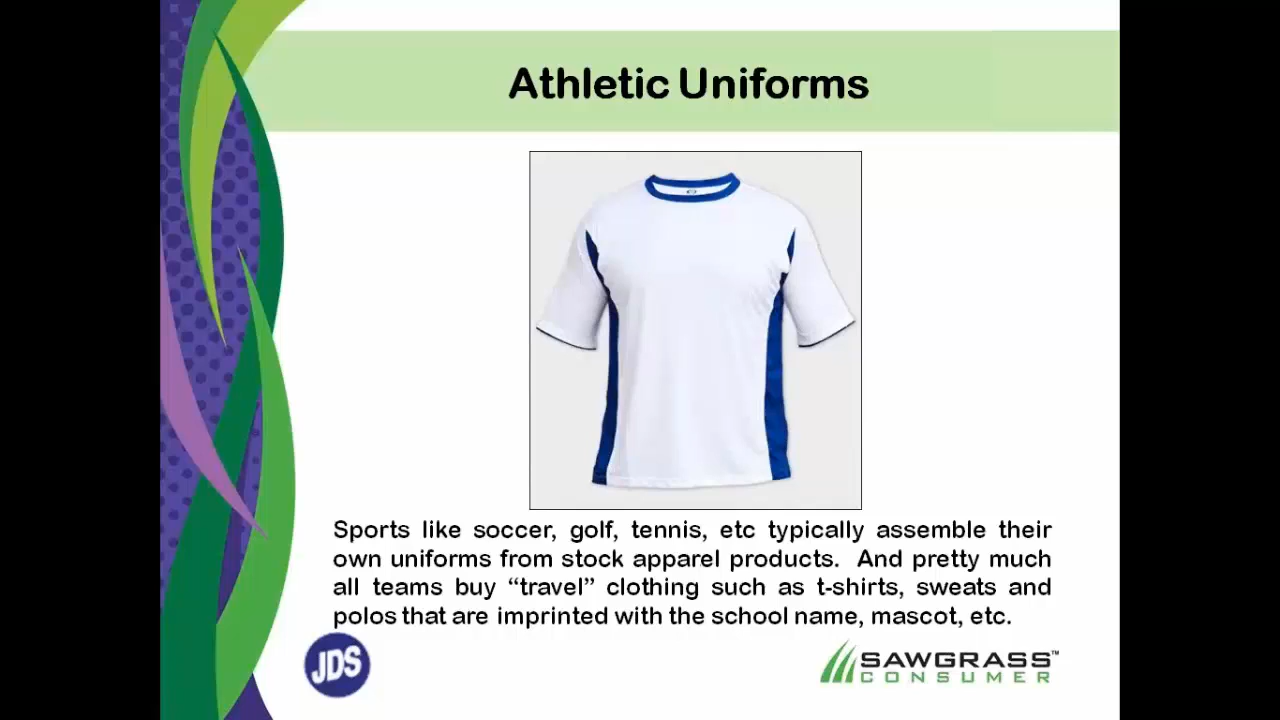 Athletic Uniforms
Sports like soccer, golf, tennis, etc typically assemble their
own uniforms from stock apparel products.  And pretty much
all teams buy “travel” clothing such as t-shirts, sweats and
polos that are imprinted with the school name, mascot, etc.
JDS
SAWGRASS™
CONSUMER